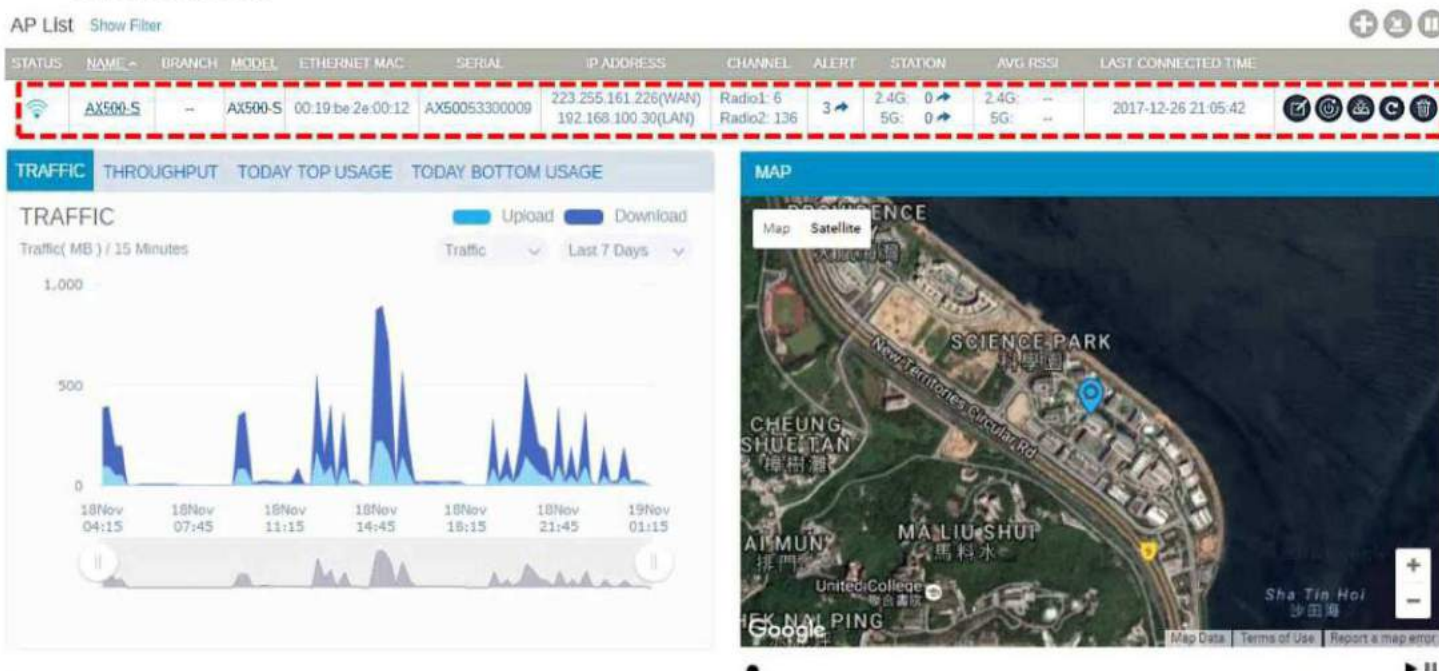 AP List Show Filter
STATUS NAME BRANCH MODEL ETHERNET MAC SERIAL IP ADDRESS CHANNEL ALERT STATION AVG RSSI LAST CONNECTED TIME
AX500-S -- AX500-S 00:19:be:2e:00:12 AX50053300009 223.255.161.226(WAN) Radio1: 6 3 2.4G: 0 2.4G: -- 2017-12-26 21:05:42
192.168.100.30(LAN) Radio2: 136 5G: 0 5G: --
TRAFFIC THROUGHPUT TODAY TOP USAGE TODAY BOTTOM USAGE
TRAFFIC
Upload Download
Traffic( MB ) / 15 Minutes
Traffic Last 7 Days
1,000
500
0
18Nov 18Nov 18Nov 18Nov 18Nov 18Nov 19Nov
04:15 07:45 11:15 14:45 18:15 21:45 01:15
MAP
Map Satellite
SCIENCE PARK
科學園
New Territories Circular Rd
CHEUNG
SHUE TAN
樟樹灘
MA LIU SHUI
馬料水
9
United College
聯合書院
Sha Tin Hoi
沙田海
+
−
Google
Map Data Terms of Use Report a map error